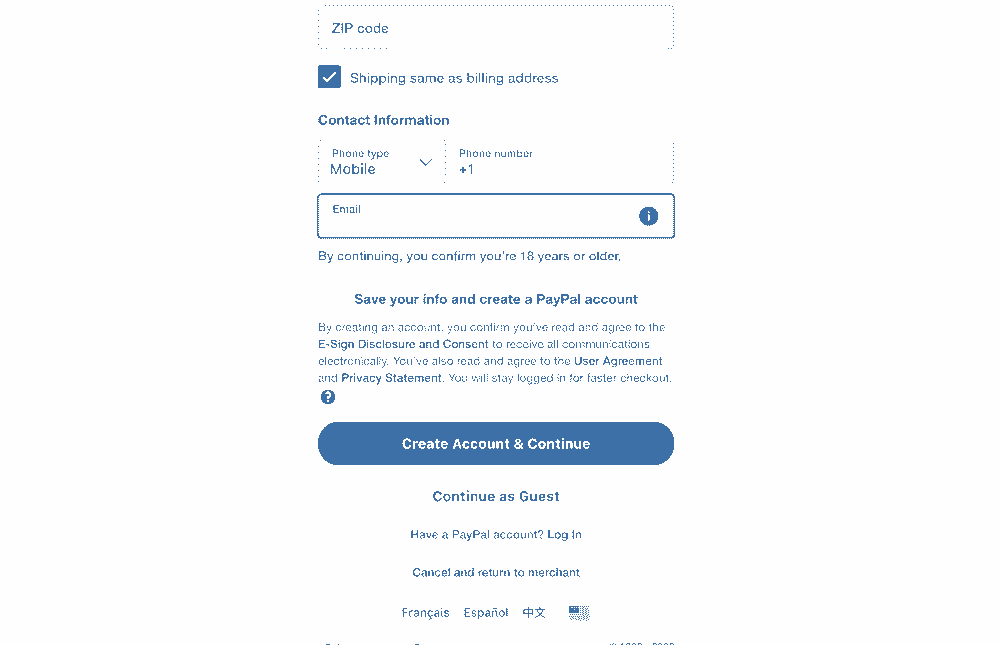 ZIP code
Shipping same as billing address
Contact Information
Phone type
Mobile
Phone number
+1
Email
By continuing, you confirm you're 18 years or older.
Save your info and create a PayPal account
By creating an account, you confirm you've read and agree to the
E-Sign Disclosure and Consent to receive all communications
electronically. You've also read and agree to the User Agreement
and Privacy Statement. You will stay logged in for faster checkout.
Create Account & Continue
Continue as Guest
Have a PayPal account? Log In
Cancel and return to merchant
Français Español 中文